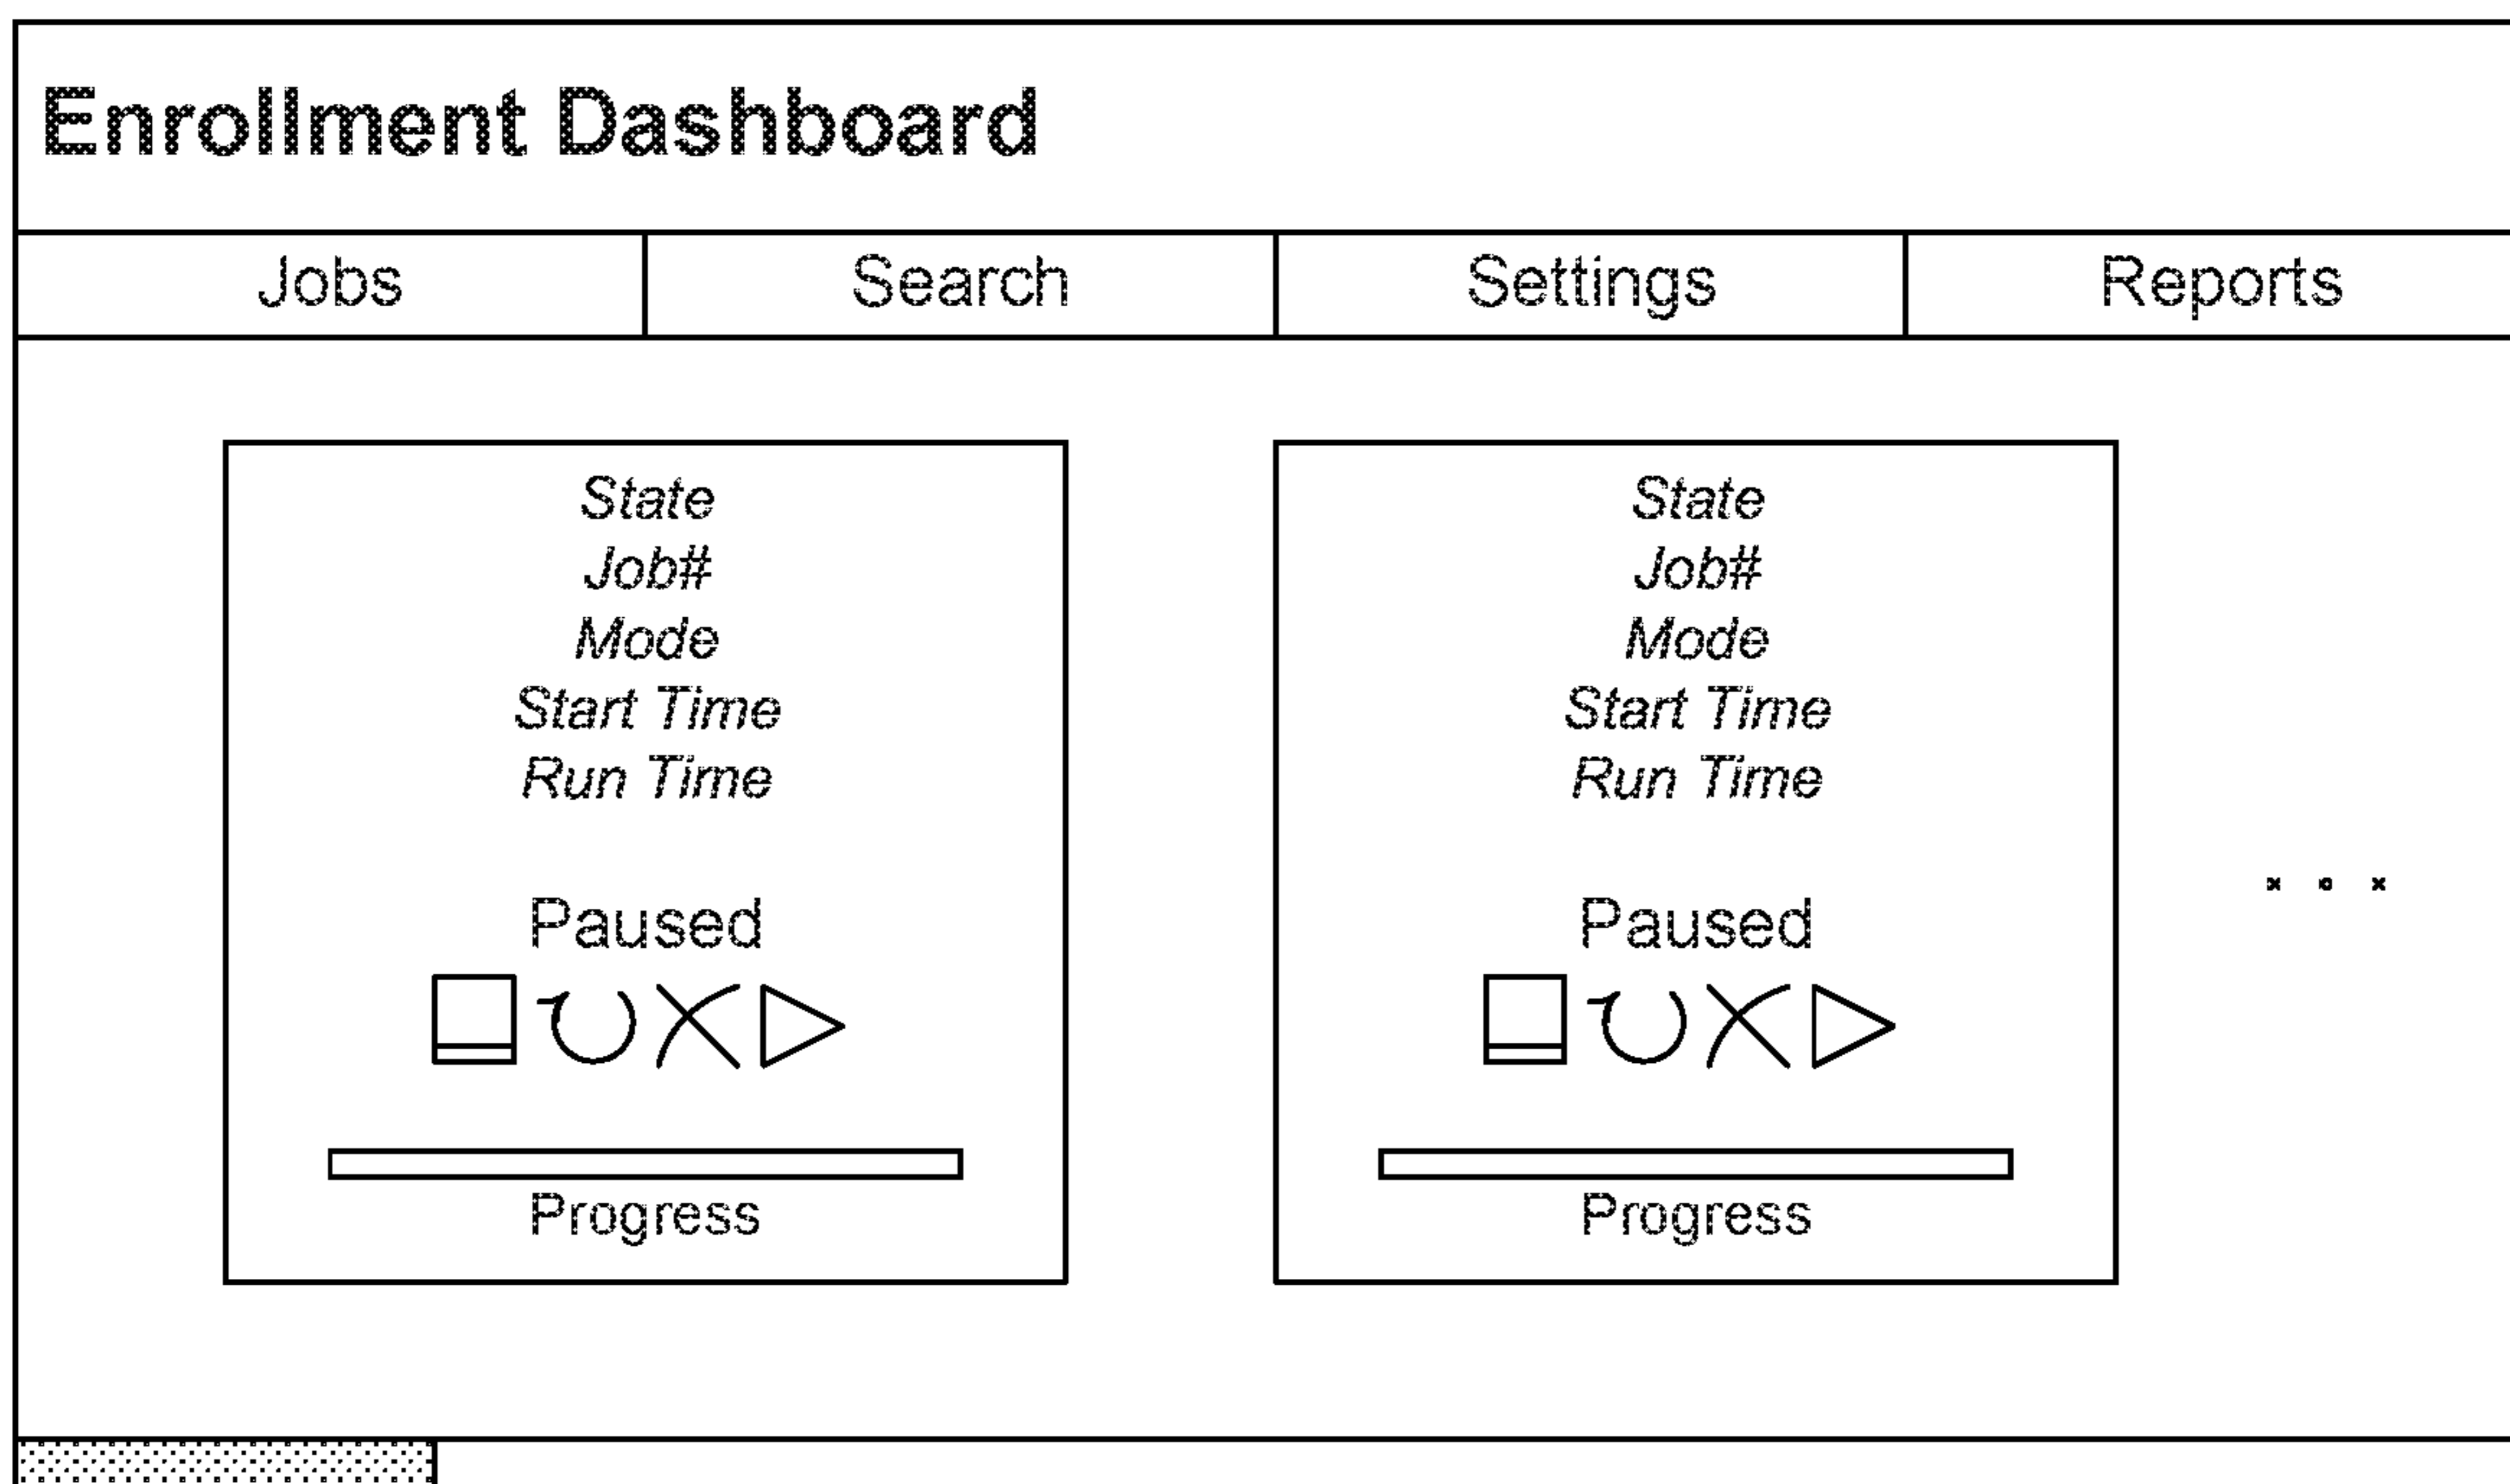 Enrollment Dashboard
Jobs Search Settings Reports
State
Job#
Mode
Start Time
Run Time
Paused
Progress
State
Job#
Mode
Start Time
Run Time
Paused
Progress
. . .